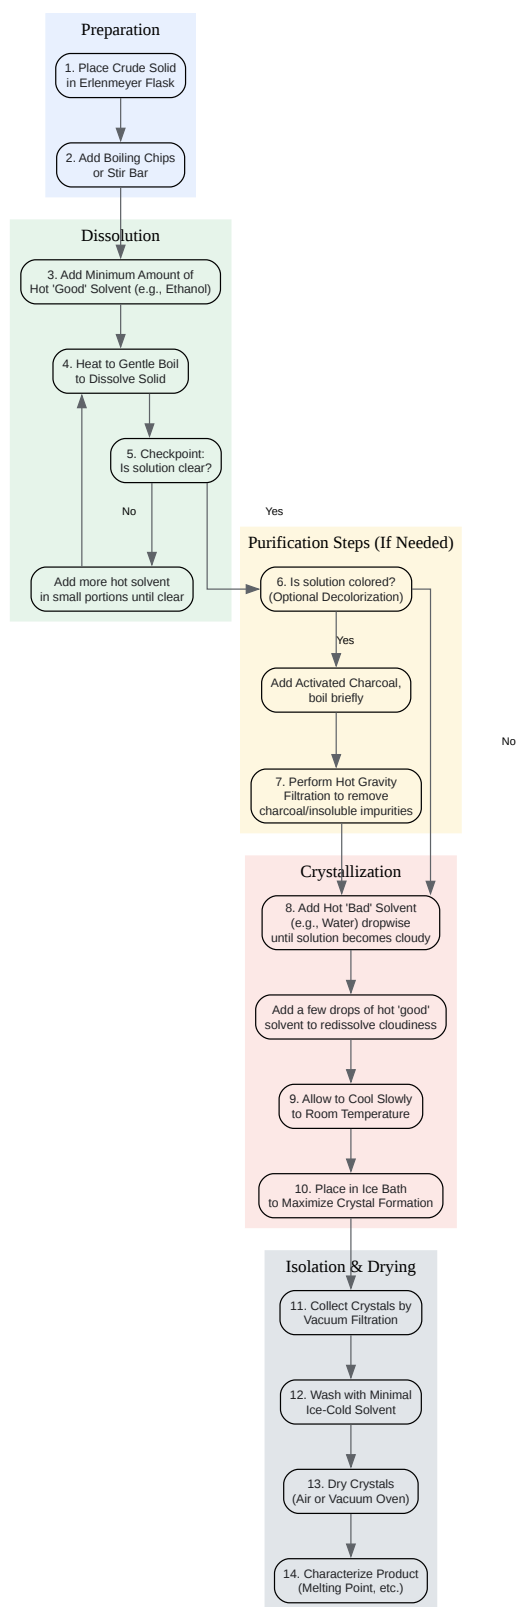 Preparation
1. Place Crude Solid
in Erlenmeyer Flask
2. Add Boiling Chips
or Stir Bar
Dissolution
3. Add Minimum Amount of
Hot 'Good' Solvent (e.g., Ethanol)
4. Heat to Gentle Boil
to Dissolve Solid
5. Checkpoint:
Is solution clear?
No
Yes
Add more hot solvent
in small portions until clear
Purification Steps (If Needed)
6. Is solution colored?
(Optional Decolorization)
Yes
Add Activated Charcoal,
boil briefly
No
7. Perform Hot Gravity
Filtration to remove
charcoal/insoluble impurities
Crystallization
8. Add Hot 'Bad' Solvent
(e.g., Water) dropwise
until solution becomes cloudy
Add a few drops of hot 'good'
solvent to redissolve cloudiness
9. Allow to Cool Slowly
to Room Temperature
10. Place in Ice Bath
to Maximize Crystal Formation
Isolation & Drying
11. Collect Crystals by
Vacuum Filtration
12. Wash with Minimal
Ice-Cold Solvent
13. Dry Crystals
(Air or Vacuum Oven)
14. Characterize Product
(Melting Point, etc.)